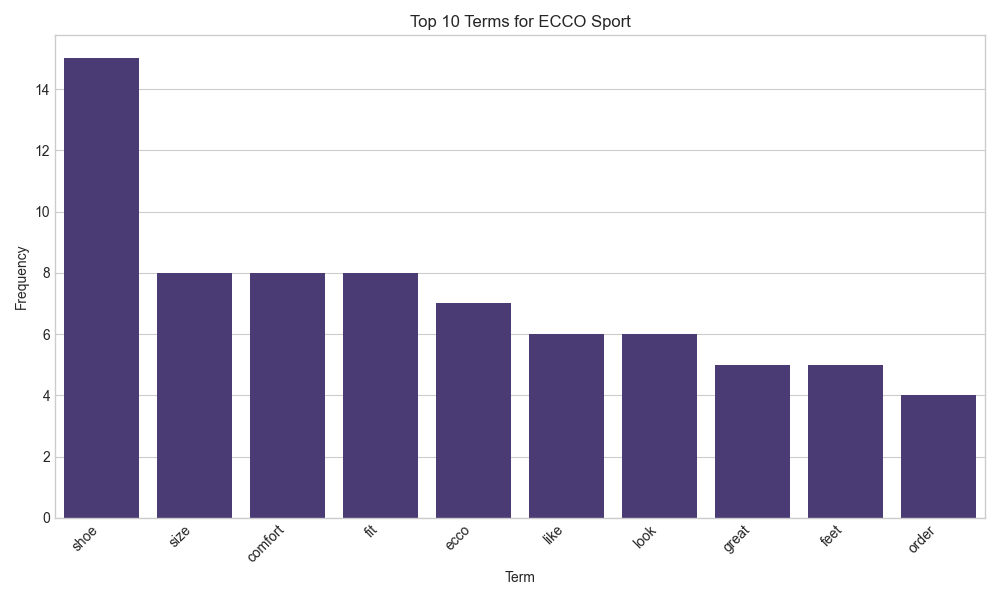 Top 10 Terms for ECCO Sport
Frequency
14
12
10
8
6
4
2
0
shoe
size
comfort
fit
ecco
like
look
great
feet
order
Term